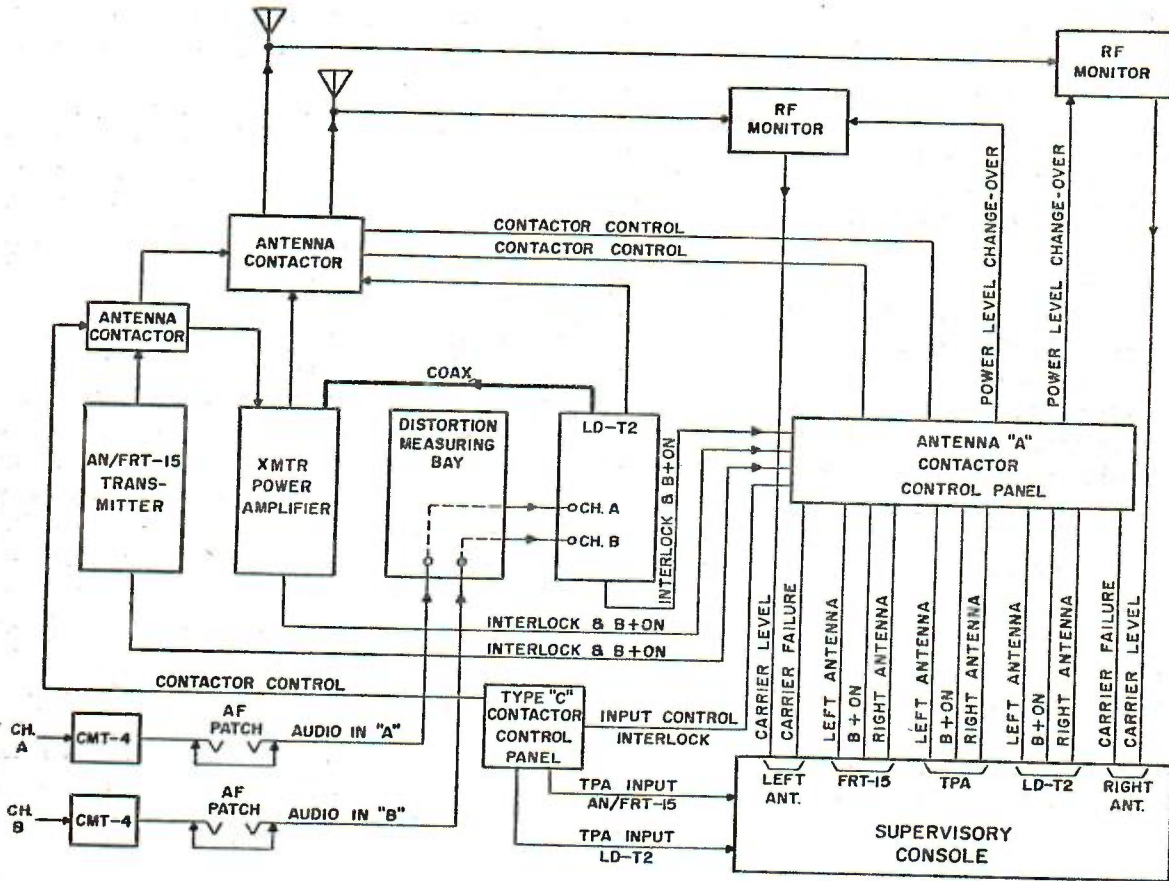 RF
MONITOR
RF
MONITOR
POWER LEVEL CHANGE-OVER
POWER LEVEL CHANGE-OVER
CONTACTOR CONTROL
CONTACTOR CONTROL
ANTENNA
CONTACTOR
ANTENNA
CONTACTOR
COAX
AN/FRT-15
TRANS-
MITTER
XMTR
POWER
AMPLIFIER
DISTORTION
MEASURING
BAY
LD-T2
CH. A
CH. B
INTERLOCK & B+ON
ANTENNA "A"
CONTACTOR
CONTROL PANEL
INTERLOCK & B+ON
INTERLOCK & B+ON
CARRIER LEVEL
CARRIER FAILURE
LEFT ANTENNA
B+ON
RIGHT ANTENNA
LEFT ANTENNA
B+ON
RIGHT ANTENNA
LEFT ANTENNA
B+ON
RIGHT ANTENNA
CARRIER FAILURE
CARRIER LEVEL
CONTACTOR CONTROL
TYPE "C"
CONTACTOR
CONTROL
PANEL
INPUT CONTROL
INTERLOCK
CH.
A
CMT-4
AF
PATCH
AUDIO IN "A"
CH.
B
CMT-4
AF
PATCH
AUDIO IN "B"
TPA INPUT
AN/FRT-15
TPA INPUT
LD-T2
LEFT
ANT.
FRT-15
TPA
LD-T2
RIGHT
ANT.
SUPERVISORY
CONSOLE